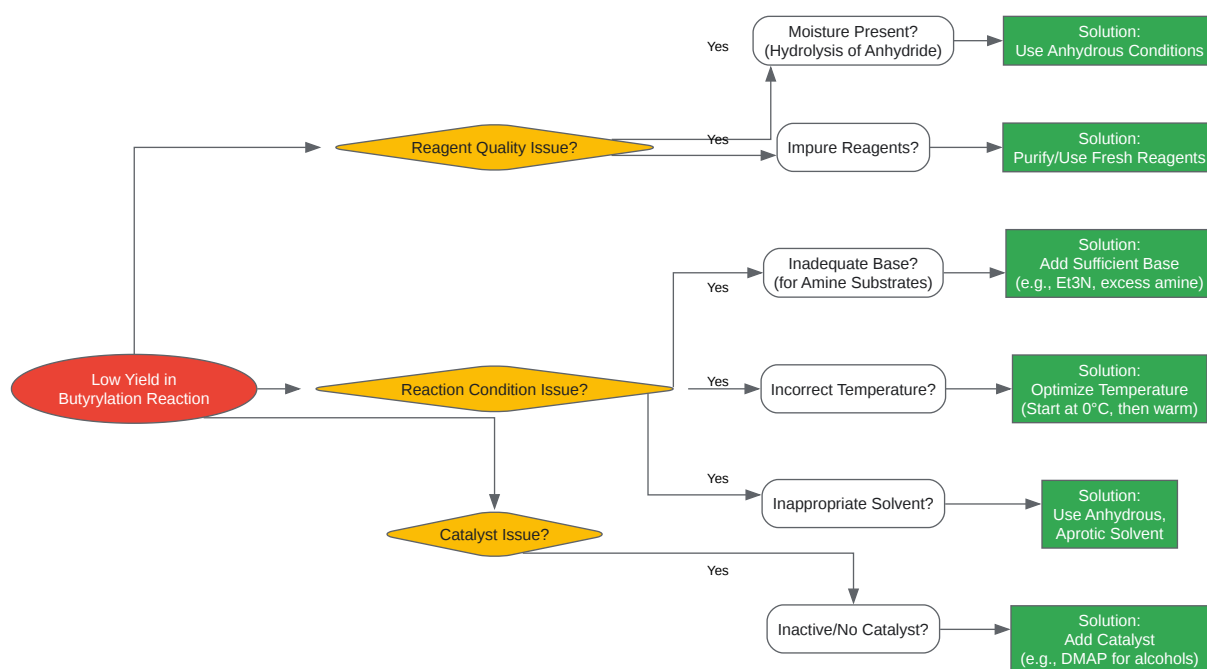 Moisture Present?
(Hydrolysis of Anhydride)
Solution:
Use Anhydrous Conditions
Yes
Reagent Quality Issue?
Yes
Impure Reagents?
Solution:
Purify/Use Fresh Reagents
Inadequate Base?
(for Amine Substrates)
Solution:
Add Sufficient Base
(e.g., Et3N, excess amine)
Yes
Low Yield in
Butyrylation Reaction
Reaction Condition Issue?
Yes
Incorrect Temperature?
Solution:
Optimize Temperature
(Start at 0°C, then warm)
Yes
Inappropriate Solvent?
Solution:
Use Anhydrous,
Aprotic Solvent
Catalyst Issue?
Yes
Inactive/No Catalyst?
Solution:
Add Catalyst
(e.g., DMAP for alcohols)